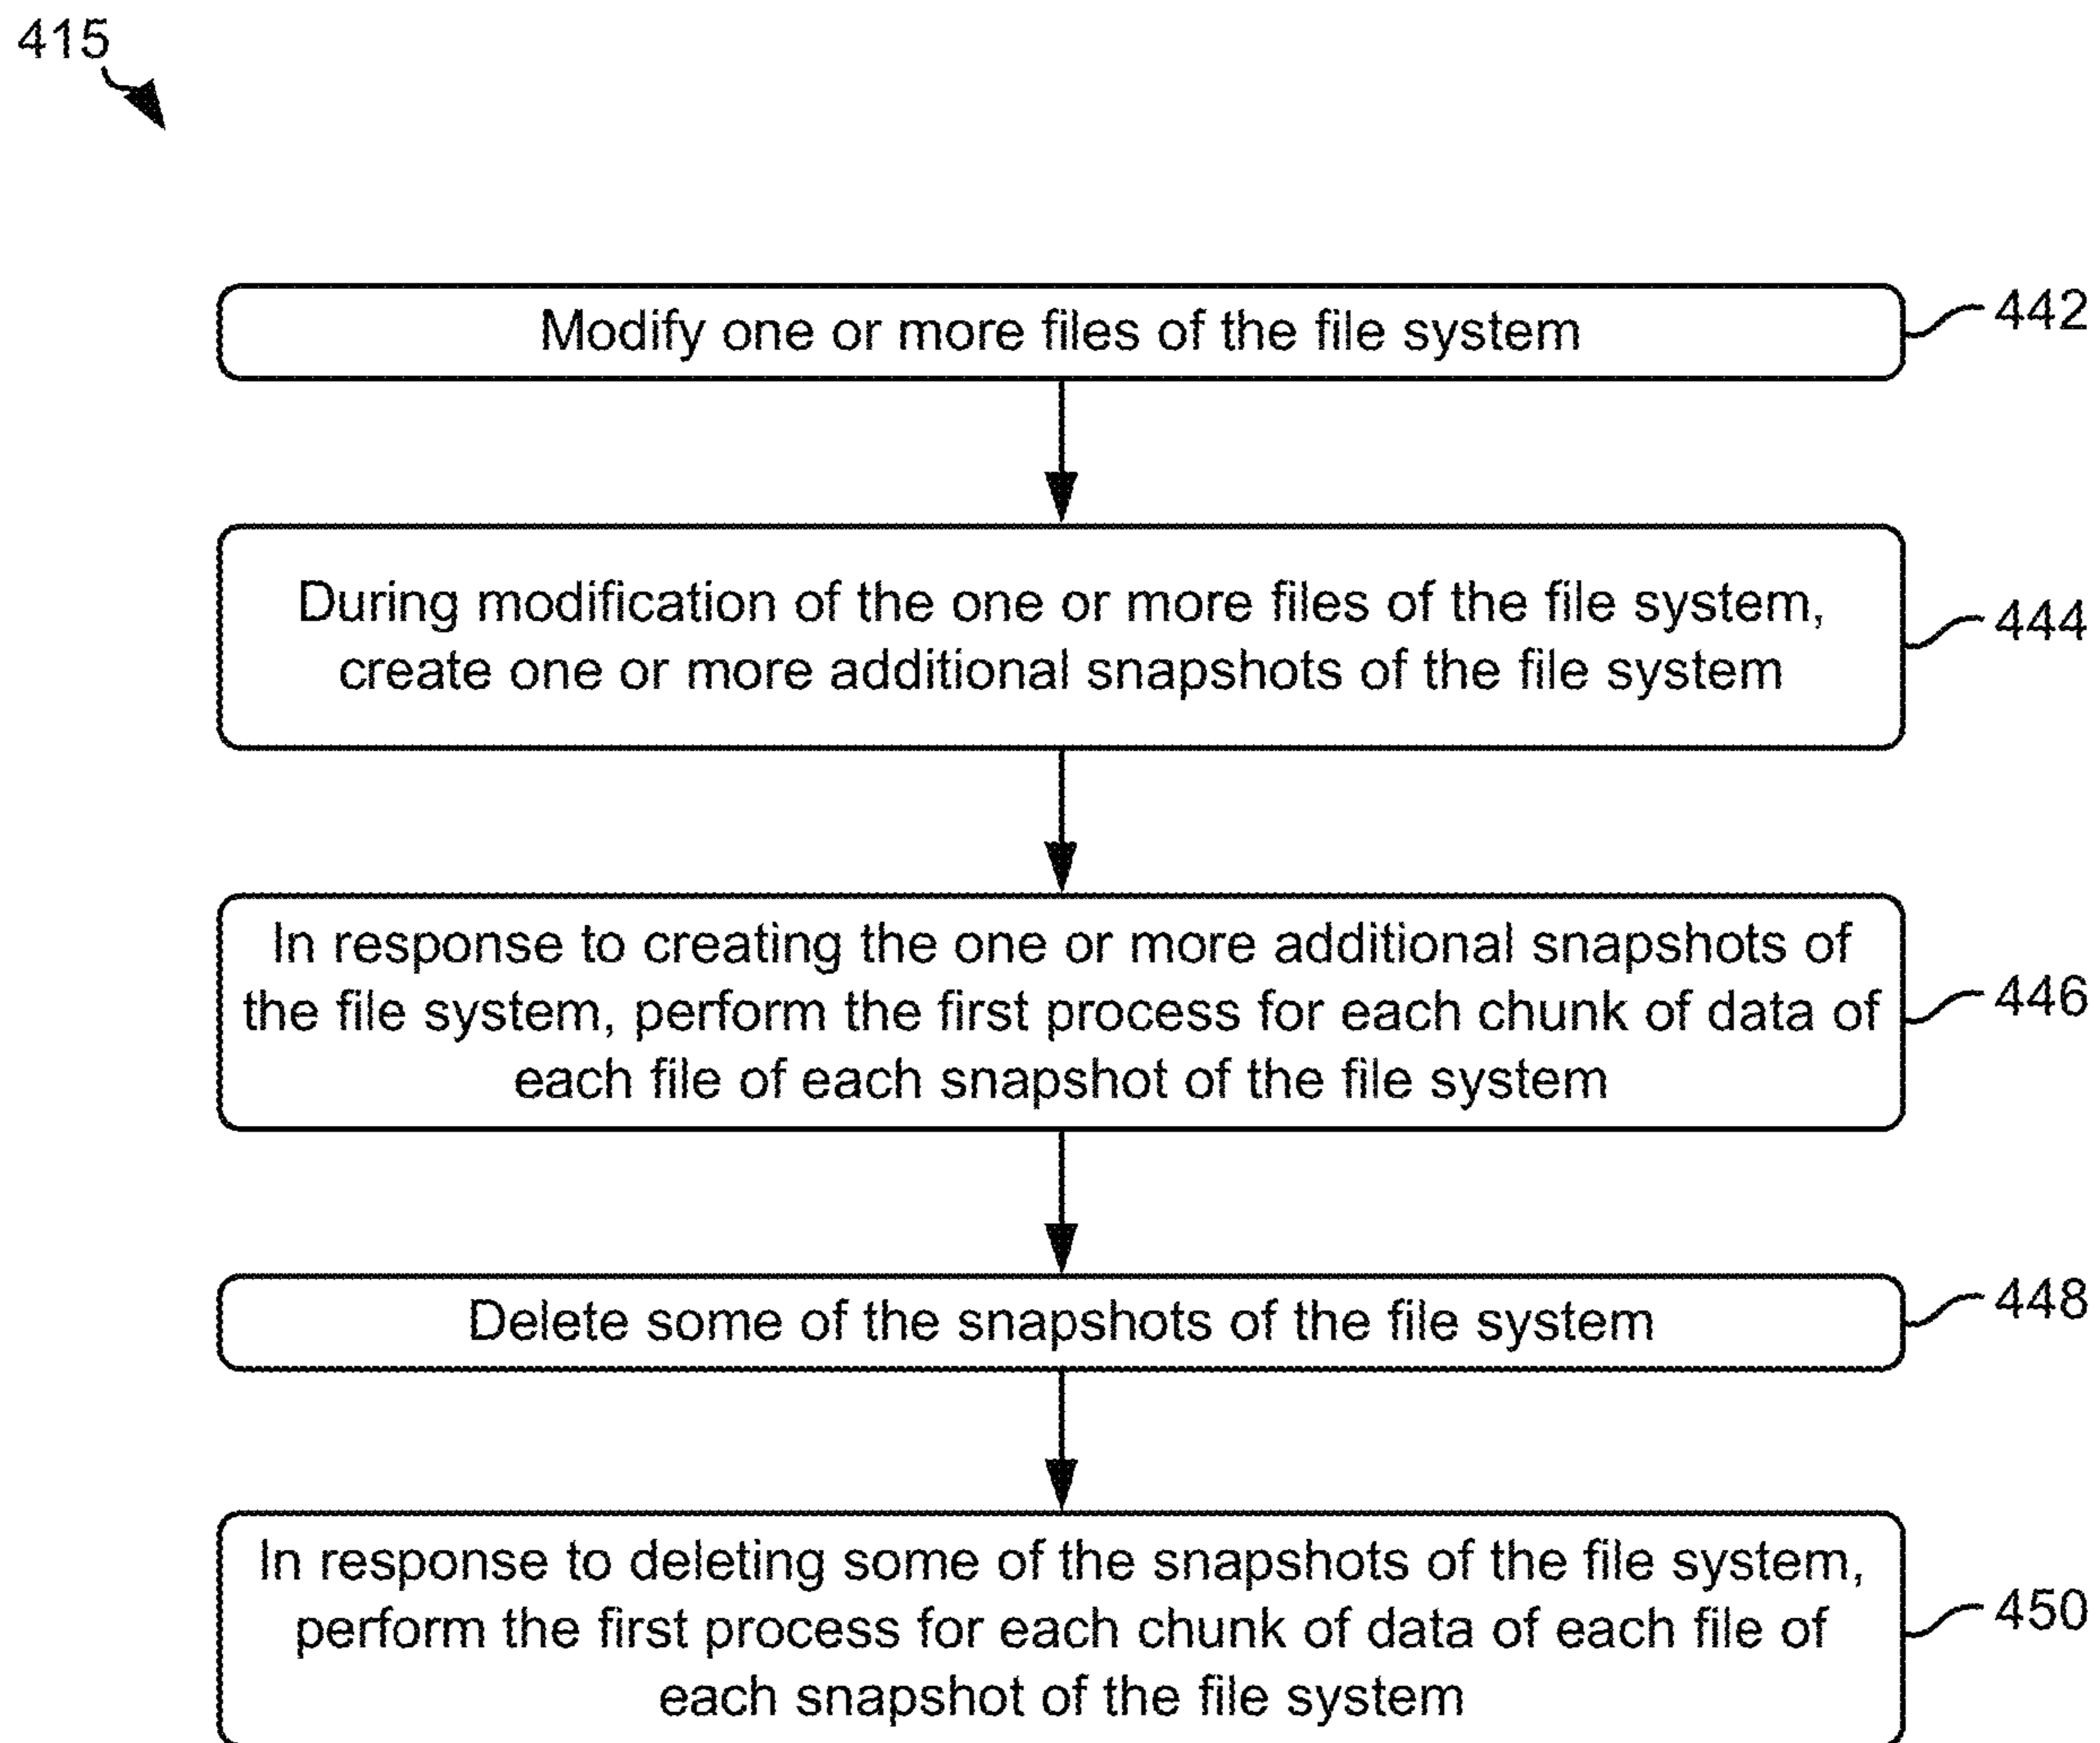 415
Modify one or more files of the file system
442
During modification of the one or more files of the file system,
create one or more additional snapshots of the file system
444
In response to creating the one or more additional snapshots of
the file system, perform the first process for each chunk of data of
each file of each snapshot of the file system
446
Delete some of the snapshots of the file system
448
In response to deleting some of the snapshots of the file system,
perform the first process for each chunk of data of each file of
each snapshot of the file system
450